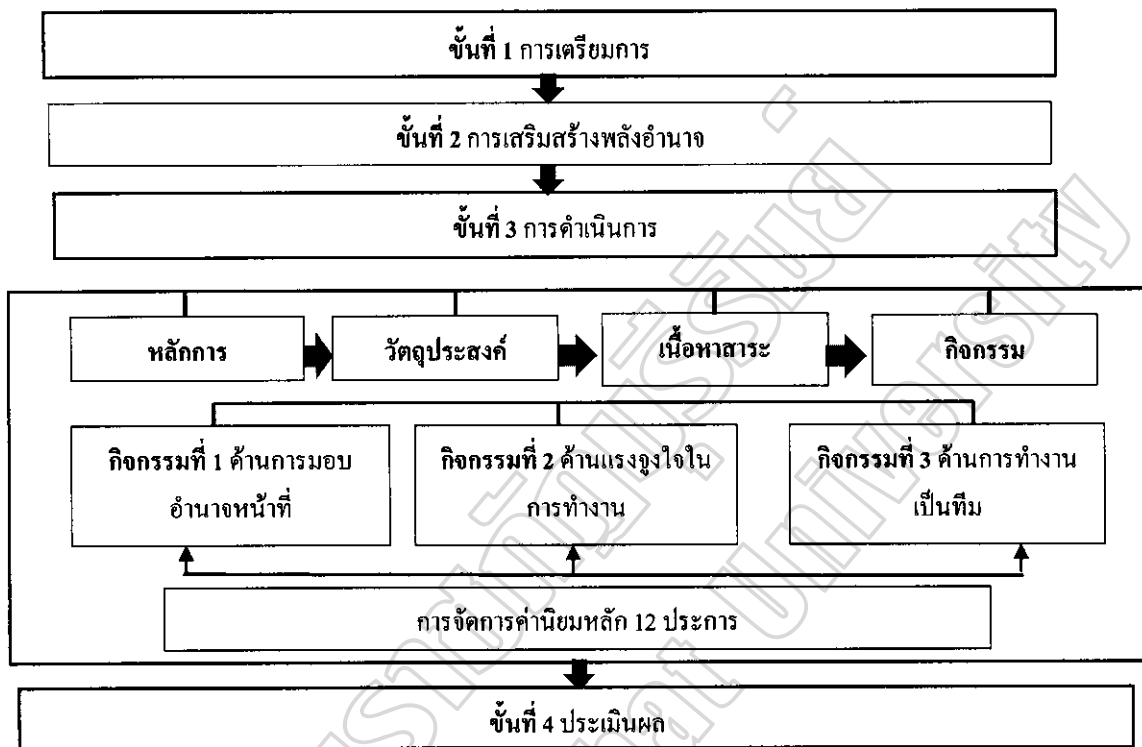 ขั้นที่ 1 การเตรียมการ
ขั้นที่ 2 การเสริมสร้างพลังอำนาจ
ขั้นที่ 3 การดำเนินการ
หลักการ
วัตถุประสงค์
เนื้อหาสาระ
กิจกรรม
กิจกรรมที่ 1 ด้านการมอบ
อำนาจหน้าที่
กิจกรรมที่ 2 ด้านแรงจูงใจใน
การทำงาน
กิจกรรมที่ 3 ด้านการทำงาน
เป็นทีม
การจัดการค่านิยมหลัก 12 ประการ
ขั้นที่ 4 ประเมินผล
University